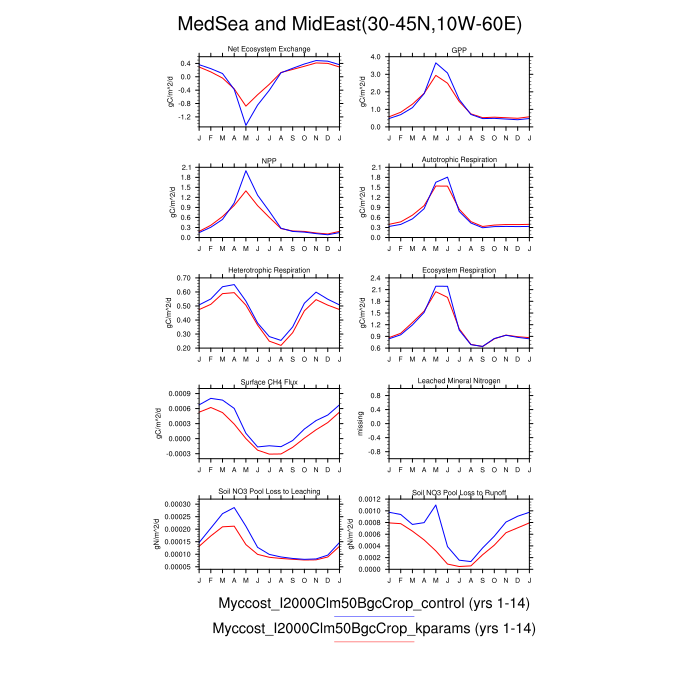 MedSea and MidEast(30-45N,10W-60E)
Net Ecosystem Exchange
gC/m^2/d
0.4
0.0
-0.4
-0.8
-1.2
J F M A M J J A S O N D J
GPP
gC/m^2/d
4.0
3.0
2.0
1.0
0.0
J F M A M J J A S O N D J
NPP
gC/m^2/d
2.1
1.8
1.5
1.2
0.9
0.6
0.3
0.0
J F M A M J J A S O N D J
Autotrophic Respiration
gC/m^2/d
2.1
1.8
1.5
1.2
0.9
0.6
0.3
0.0
J F M A M J J A S O N D J
Heterotrophic Respiration
gC/m^2/d
0.70
0.60
0.50
0.40
0.30
0.20
J F M A M J J A S O N D J
Ecosystem Respiration
gC/m^2/d
2.4
2.1
1.8
1.5
1.2
0.9
0.6
J F M A M J J A S O N D J
Surface CH4 Flux
gC/m^2/d
0.0009
0.0006
0.0003
0.0000
-0.0003
J F M A M J J A S O N D J
Leached Mineral Nitrogen
missing
0.8
0.4
0.0
-0.4
-0.8
J F M A M J J A S O N D J
Soil NO3 Pool Loss to Leaching
gN/m^2/d
0.00030
0.00025
0.00020
0.00015
0.00010
0.00005
J F M A M J J A S O N D J
Soil NO3 Pool Loss to Runoff
gN/m^2/d
0.0012
0.0010
0.0008
0.0006
0.0004
0.0002
0.0000
J F M A M J J A S O N D J
Myccost_I2000Clm50BgcCrop_control (yrs 1-14)
Myccost_I2000Clm50BgcCrop_kparams (yrs 1-14)